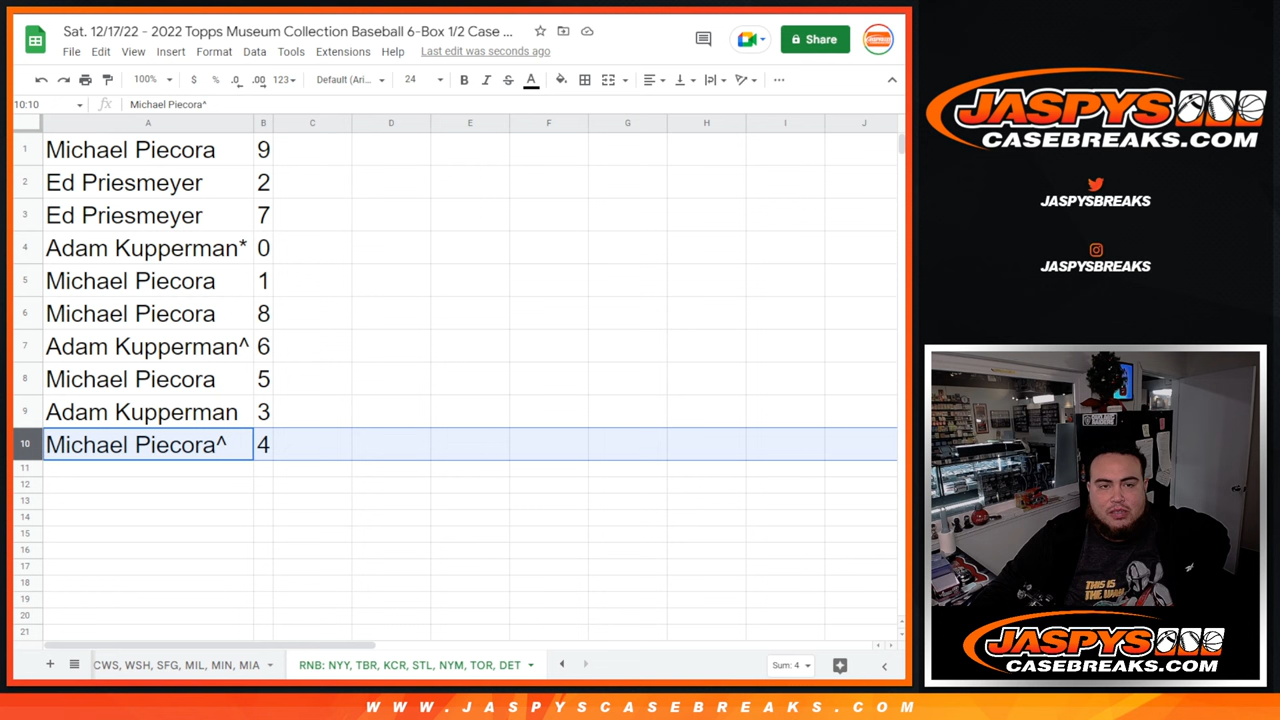 Sat. 12/17/22 - 2022 Topps Museum Collection Baseball 6-Box 1/2 Case ...
File Edit View Insert Format Data Tools Extensions Help Last edit was seconds ago
Share
100% $ % .0 .00 123 Default (Ari... 24 B I S A
10:10 fx Michael Piecora^
A B C D E F G H I J
1 Michael Piecora 9
2 Ed Priesmeyer 2
3 Ed Priesmeyer 7
4 Adam Kupperman* 0
5 Michael Piecora 1
6 Michael Piecora 8
7 Adam Kupperman^ 6
8 Michael Piecora 5
9 Adam Kupperman 3
10 Michael Piecora^ 4
11
12
13
14
15
16
17
18
19
20
21
CWS, WSH, SFG, MIL, MIN, MIA RNB: NYY, TBR, KCR, STL, NYM, TOR, DET Sum: 4
JASPYS
CASEBREAKS.COM
JASPYSBREAKS
JASPYSBREAKS
THIS IS
THE WAY
JASPYS
CASEBREAKS.COM
WWW.JASPYSCASEBREAKS.COM